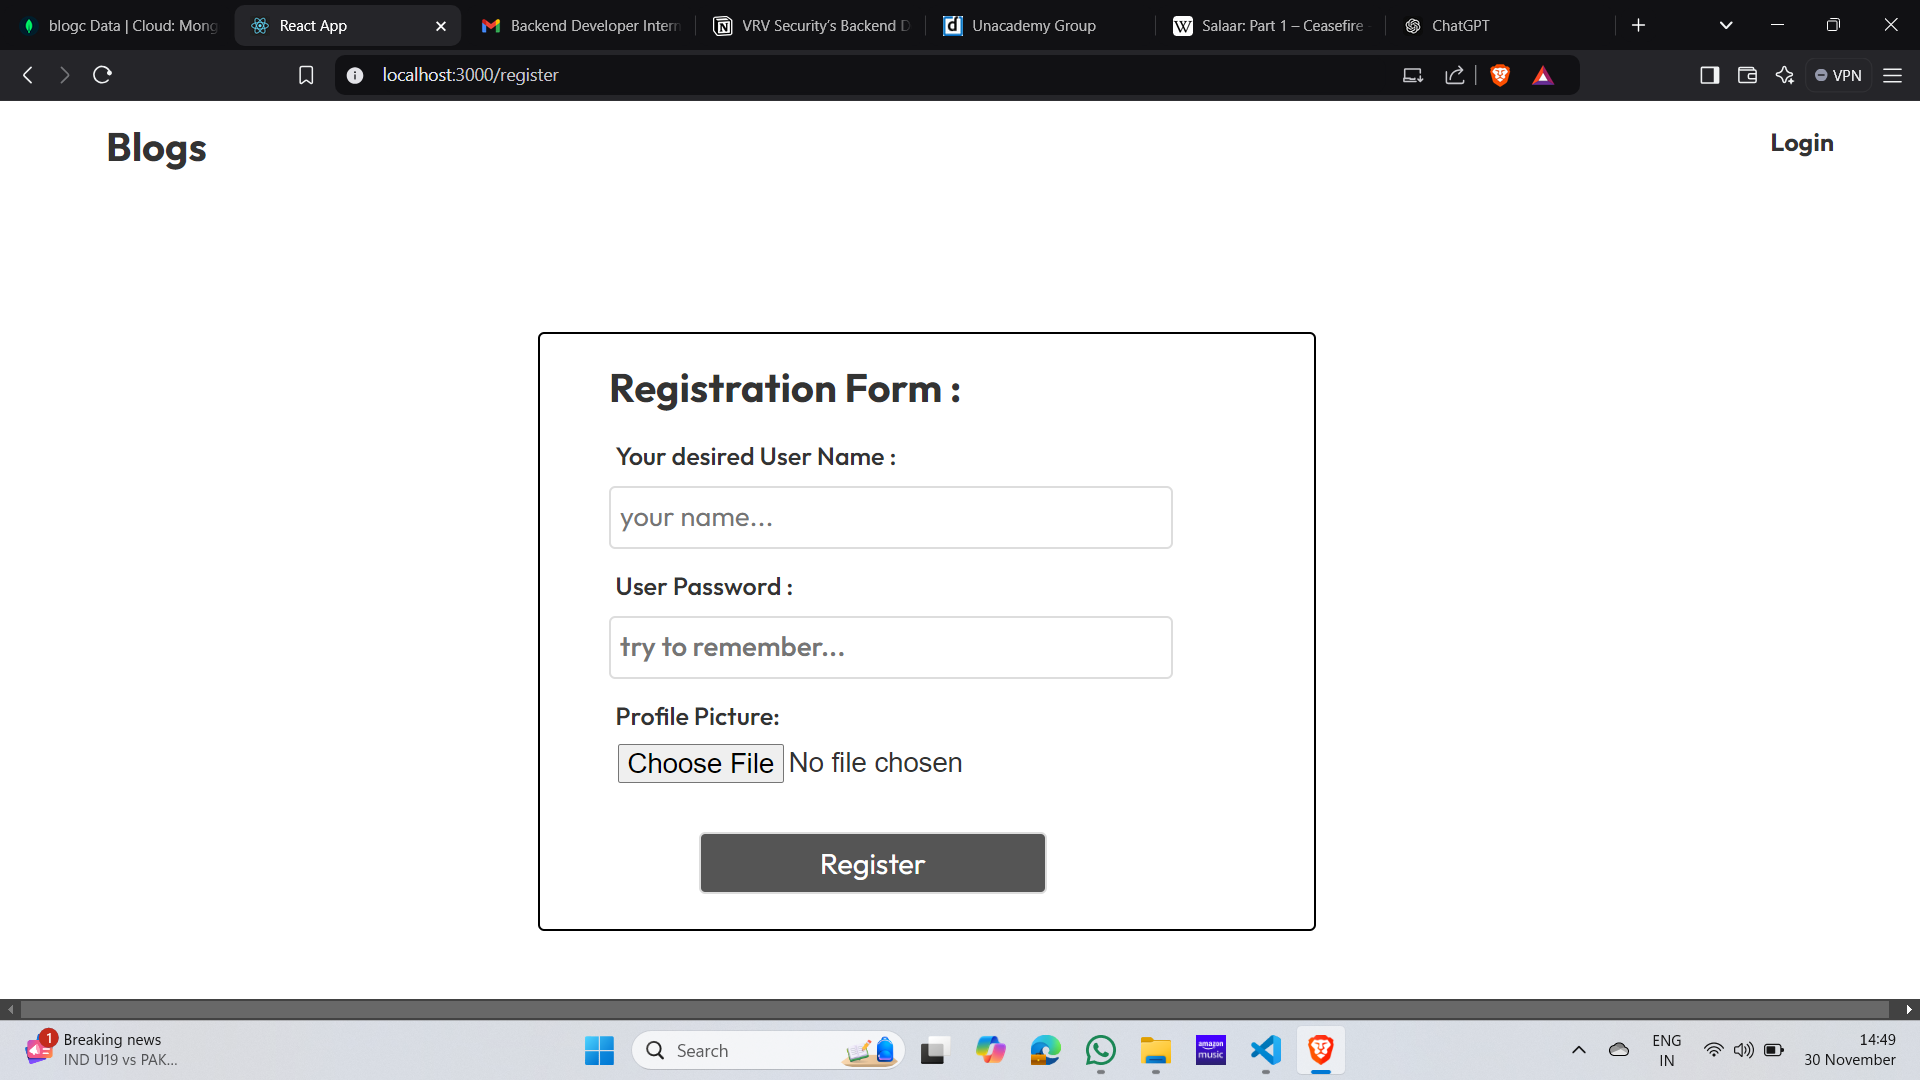 blogc Data | Cloud: Mong
React App
Backend Developer Intern
VRV Security's Backend D
Unacademy Group
Salaar: Part 1 – Ceasefire
ChatGPT
localhost:3000/register
VPN
Blogs
Login
Registration Form :
Your desired User Name :
your name...
User Password :
try to remember...
Profile Picture:
Choose File No file chosen
Register
1
Breaking news
IND U19 vs PAK...
Search
amazon
music
ENG
IN
14:49
30 November